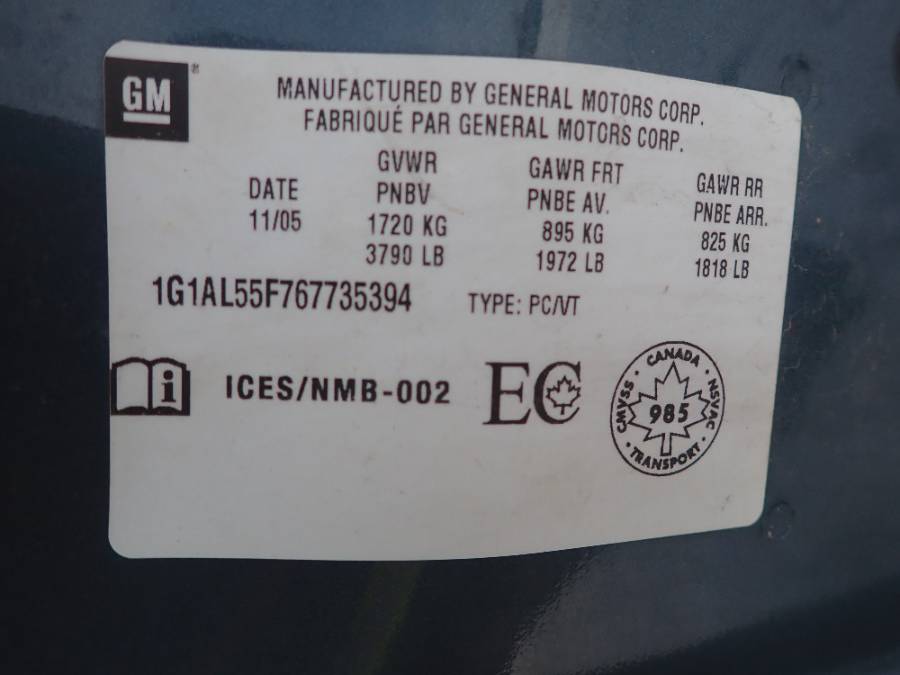 GM
MANUFACTURED BY GENERAL MOTORS CORP.
FABRIQUÉ PAR GENERAL MOTORS CORP.
DATE
11/05
GVWR
PNBV
1720 KG
3790 LB
GAWR FRT
PNBE AV.
895 KG
1972 LB
GAWR RR
PNBE ARR.
825 KG
1818 LB
1G1AL55F767735394 TYPE: PC/VT
i ICES/NMB-002 EC
CANADA
CMVSS 985 NSVAC
TRANSPORT